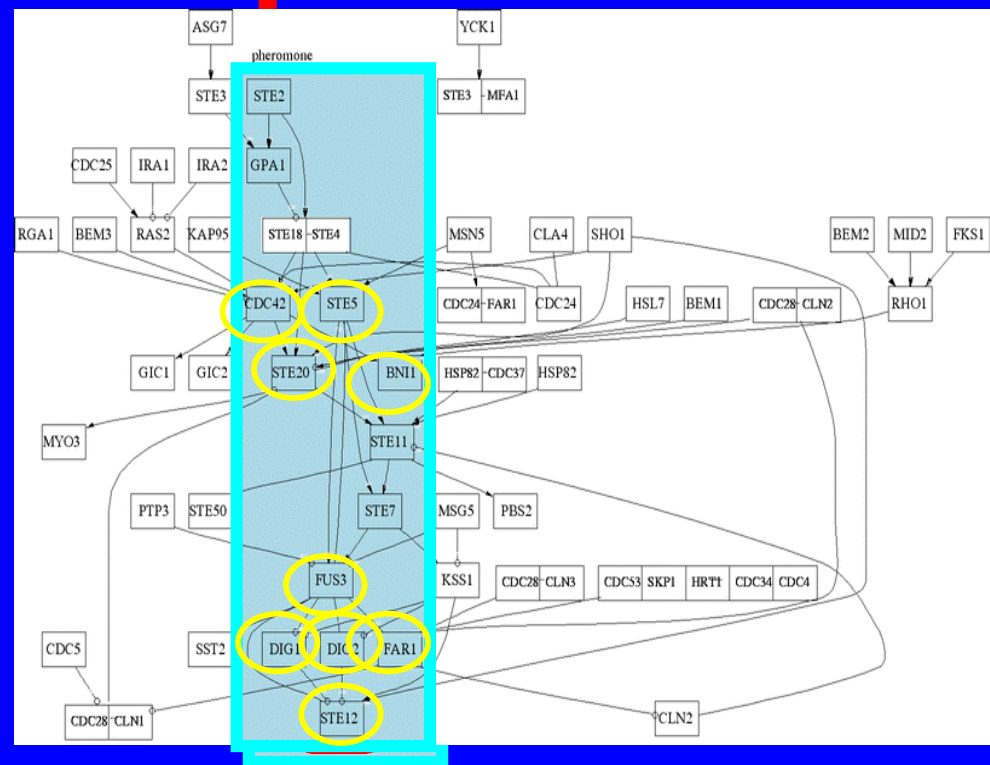 ASG7 YCK1
pheromone
STE3 STE2 STE3 MFA1
CDC25 IRA1 IRA2 GPA1
RGA1 BEM3 RAS2 KAP95 STE18 STE4 MSN5 CLA4 SHO1 BEM2 MID2 FKS1
CDC42 STE5 CDC24 FAR1 CDC24 HSL7 BEM1 CDC28 CLN2 RHO1
GIC1 GIC2 STE20 BNI1 HSP82 CDC37 HSP82
MYO3 STE11
PTP3 STE50 STE7 MSG5 PBS2
FUS3 KSS1 CDC28 CLN3 CDC53 SKP1 HRT1 CDC34 CDC4
CDC5 SST2 DIG1 DIG2 FAR1
CDC28 CLN1 STE12 CLN2